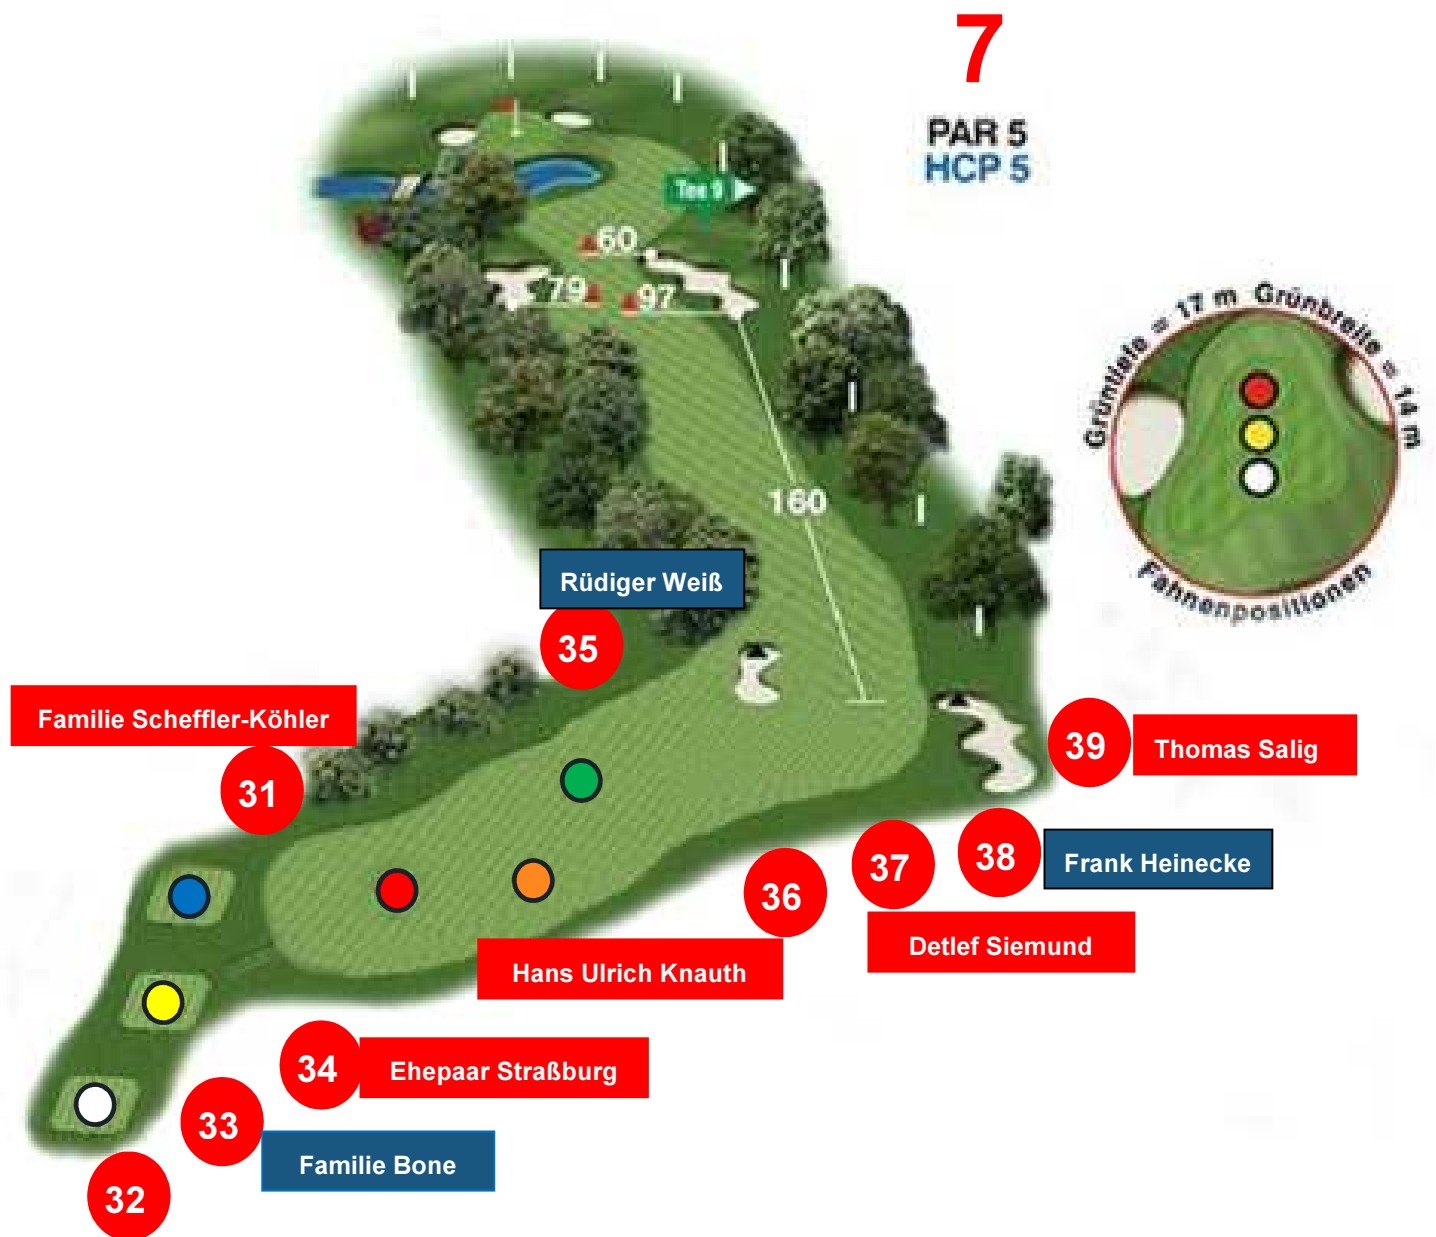 7
PAR 5
HCP 5
Tee 9
60
79
97
Grüntiefe = 17 m Grünbreite = 14 m
Fahnenpositionen
160
Rüdiger Weiß
35
Familie Scheffler-Köhler
31
39
Thomas Salig
38
Frank Heinecke
37
Detlef Siemund
36
Hans Ulrich Knauth
34
Ehepaar Straßburg
33
Familie Bone
32